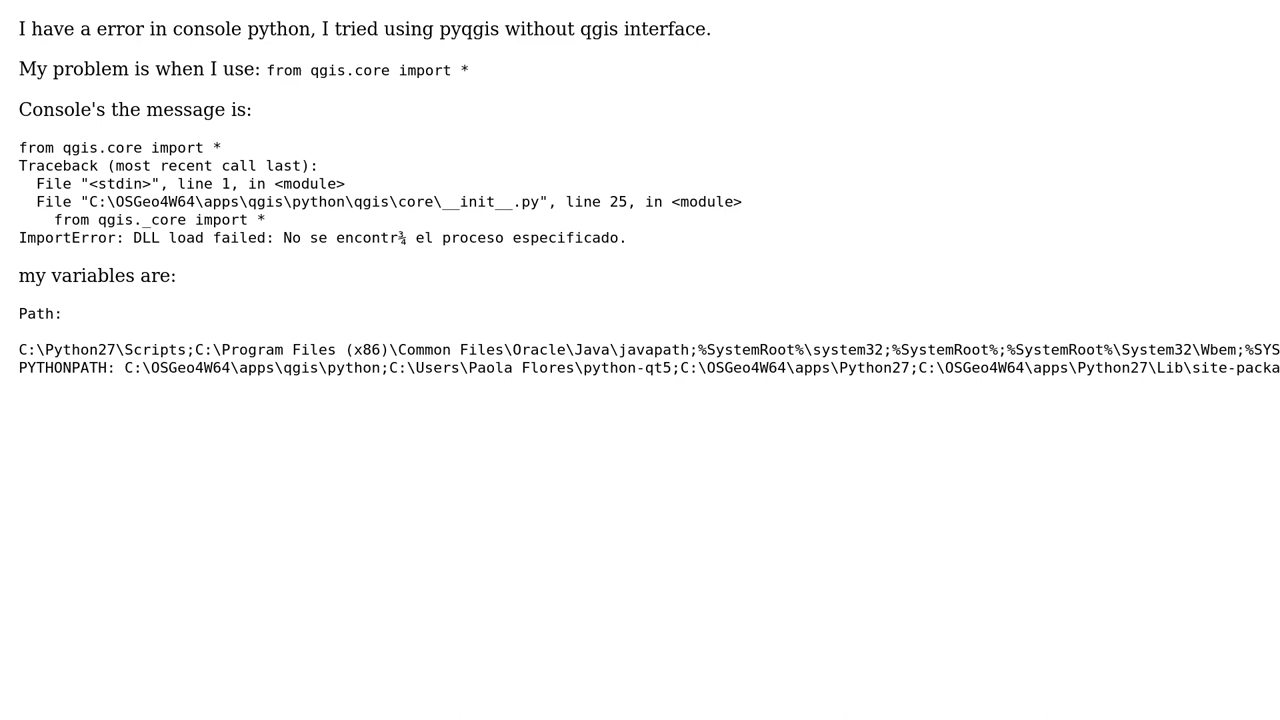 I have a error in console python, I tried using pyqgis without qgis interface.
My problem is when I use: from qgis.core import *
Console's the message is:
from qgis.core import *
Traceback (most recent call last):
  File "<stdin>", line 1, in <module>
  File "C:\OSGeo4W64\apps\qgis\python\qgis\core\__init__.py", line 25, in <module>
    from qgis._core import *
ImportError: DLL load failed: No se encontr¾ el proceso especificado.
my variables are:
Path:
C:\Python27\Scripts;C:\Program Files (x86)\Common Files\Oracle\Java\javapath;%SystemRoot%\system32;%SystemRoot%;%SystemRoot%\System32\Wbem;%SYS
PYTHONPATH: C:\OSGeo4W64\apps\qgis\python;C:\Users\Paola Flores\python-qt5;C:\OSGeo4W64\apps\Python27;C:\OSGeo4W64\apps\Python27\Lib\site-packa